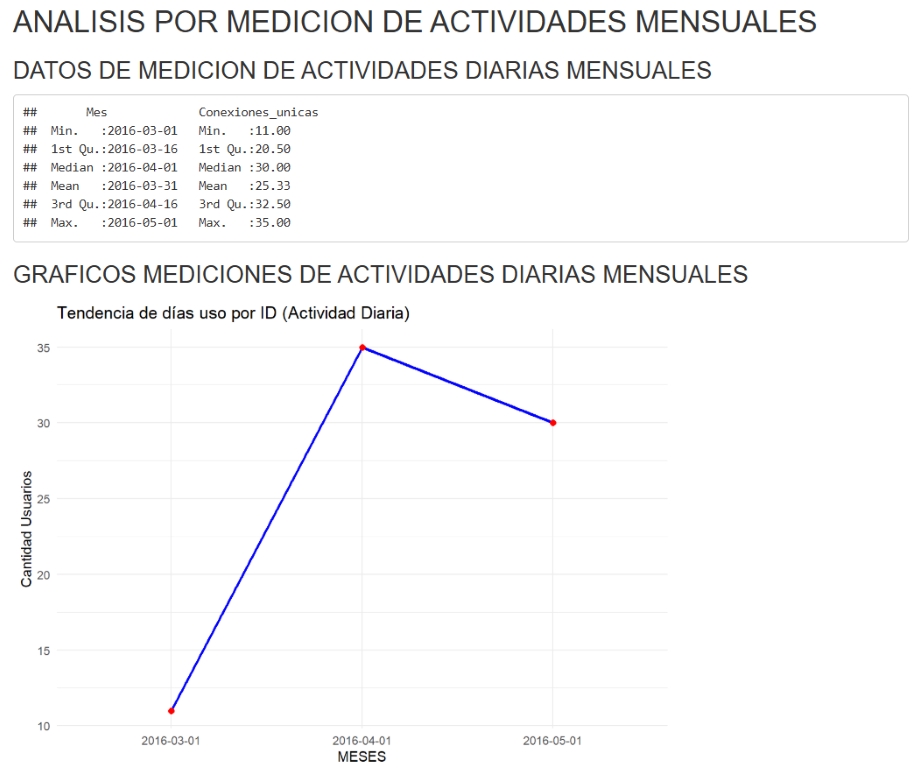 ANALISIS POR MEDICION DE ACTIVIDADES MENSUALES
DATOS DE MEDICION DE ACTIVIDADES DIARIAS MENSUALES
##      Mes             Conexiones_unicas
## Min.   :2016-03-01   Min.   :11.00
## 1st Qu.:2016-03-16   1st Qu.:20.50
## Median :2016-04-01   Median :30.00
## Mean   :2016-03-31   Mean   :25.33
## 3rd Qu.:2016-04-16   3rd Qu.:32.50
## Max.   :2016-05-01   Max.   :35.00
GRAFICOS MEDICIONES DE ACTIVIDADES DIARIAS MENSUALES
Tendencia de días uso por ID (Actividad Diaria)
Cantidad Usuarios
35
30
25
20
15
10
2016-03-01 2016-04-01 2016-05-01
MESES